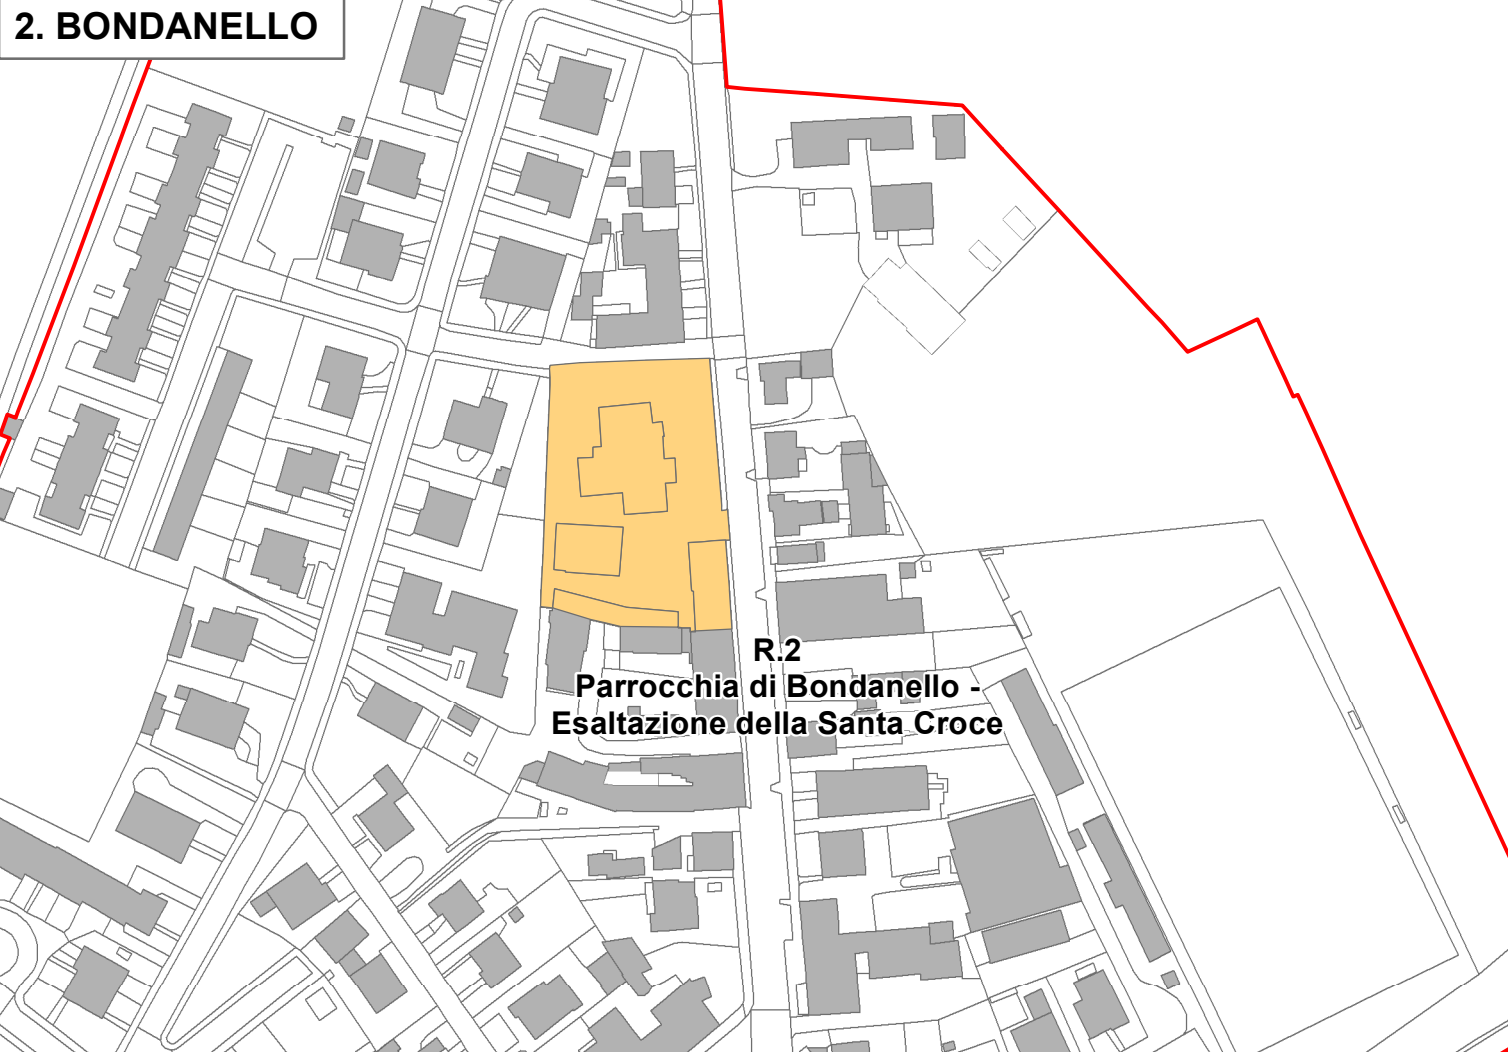 2. BONDANELLO
R.2
Parrocchia di Bondanello -
Esaltazione della Santa Croce